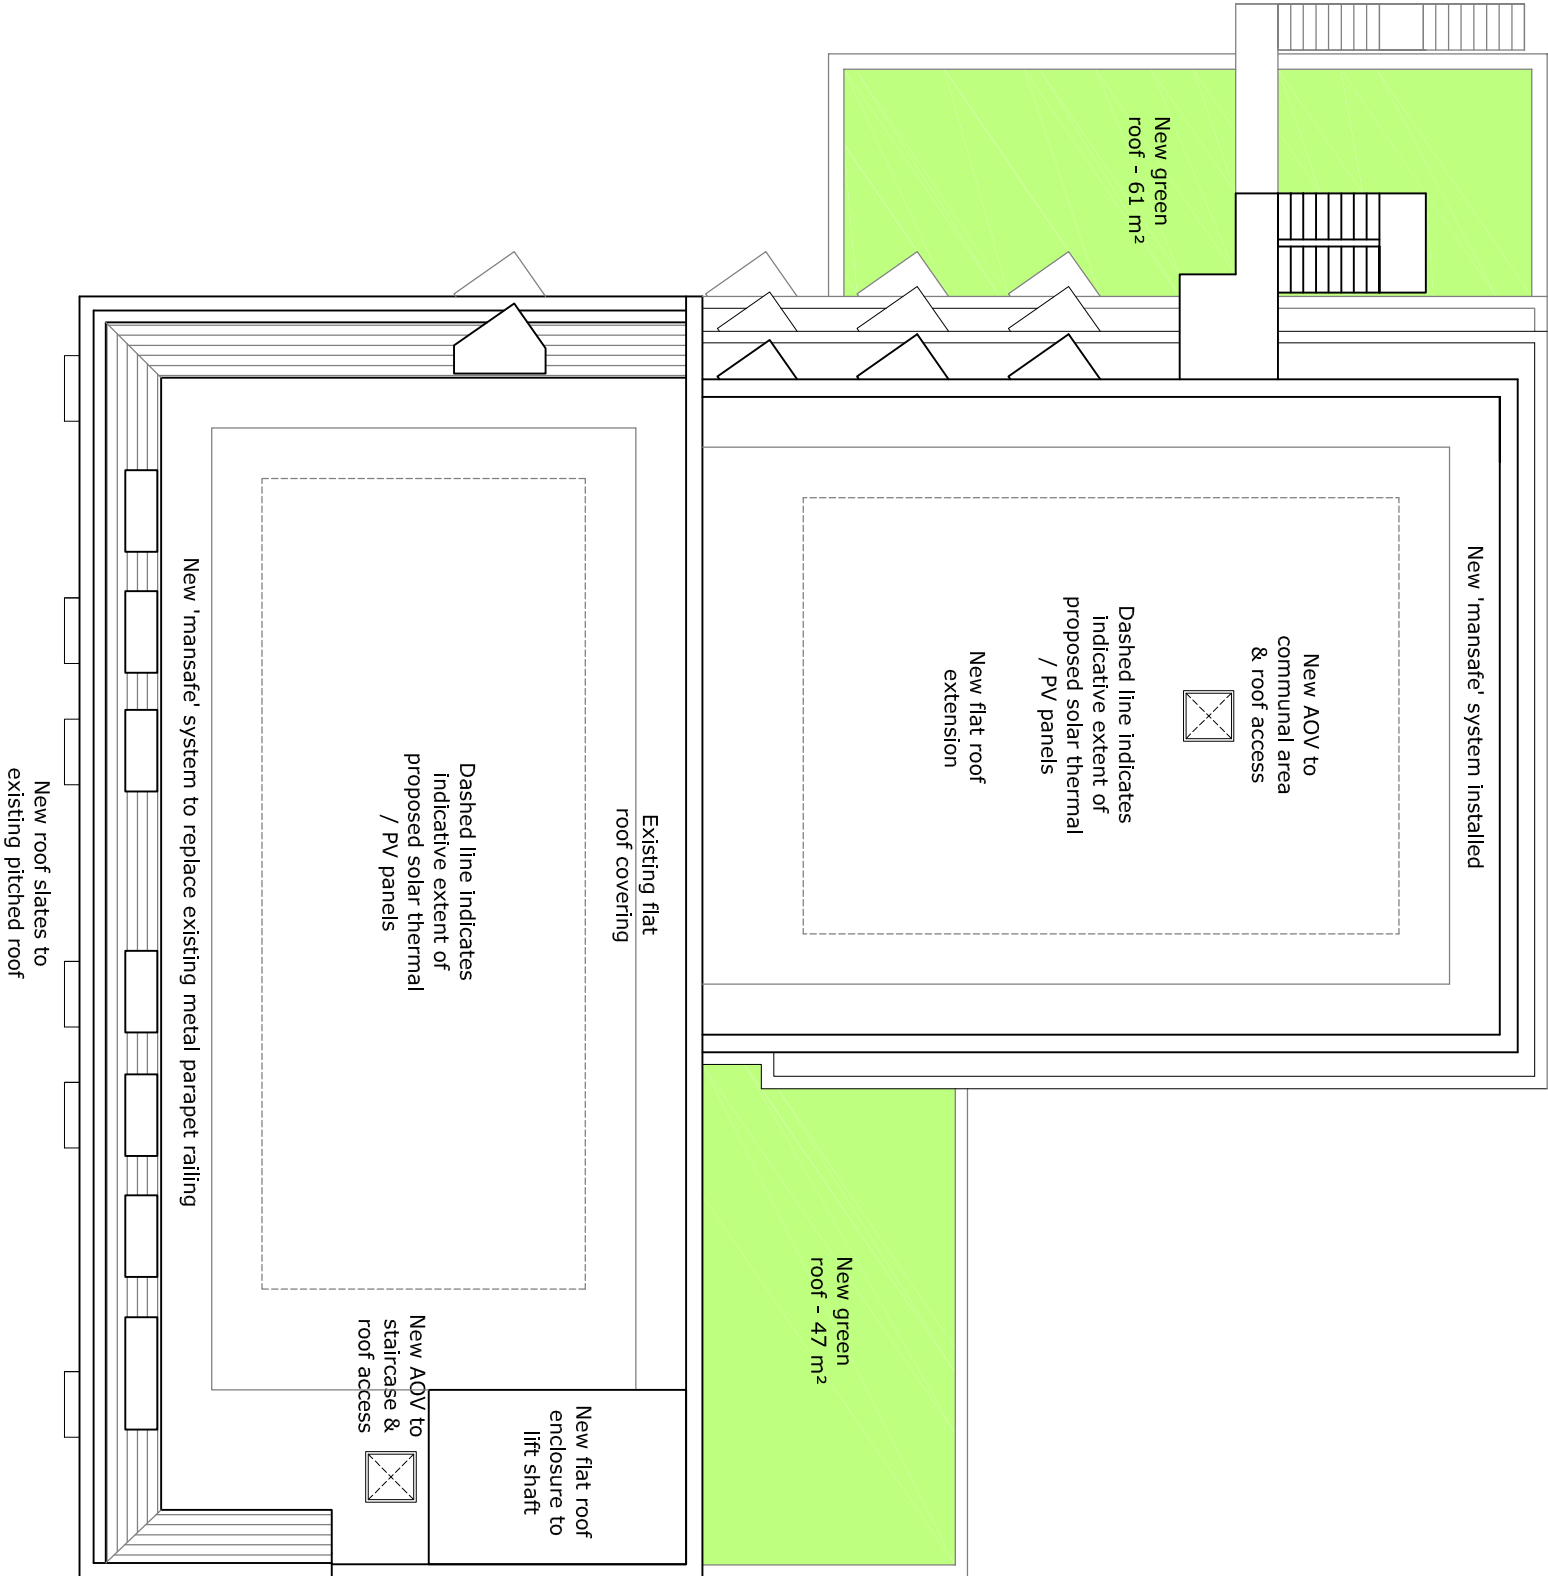 New green
roof - 61 m²
New 'mansafe' system installed
New AOV to
communal area
& roof access
Dashed line indicates
indicative extent of
proposed solar thermal
/ PV panels
New flat roof
extension
Existing flat
roof covering
Dashed line indicates
indicative extent of
proposed solar thermal
/ PV panels
New 'mansafe' system to replace existing metal parapet railing
New roof slates to
existing pitched roof
New green
roof - 47 m²
New flat roof
enclosure to
lift shaft
New AOV to
staircase &
roof access